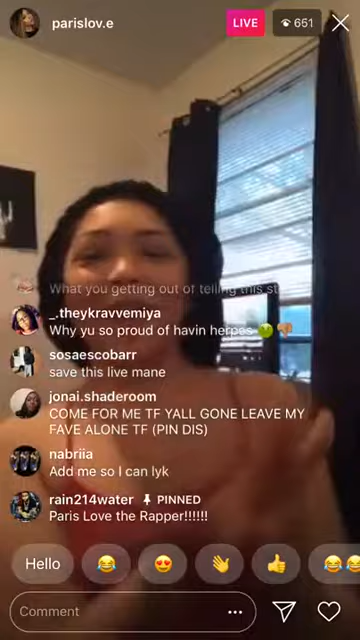 parislov.e
LIVE
651
What you getting out of telling this st
_.theykravvemiya
Why yu so proud of havin herpes 🤢👎🏾
sosaescobarr
save this live mane
jonai.shaderoom
COME FOR ME TF YALL GONE LEAVE MY
FAVE ALONE TF (PIN DIS)
nabriia
Add me so I can lyk
rain214water PINNED
Paris Love the Rapper!!!!!!
Hello 😂 😍 👋 👍 😂😂
Comment